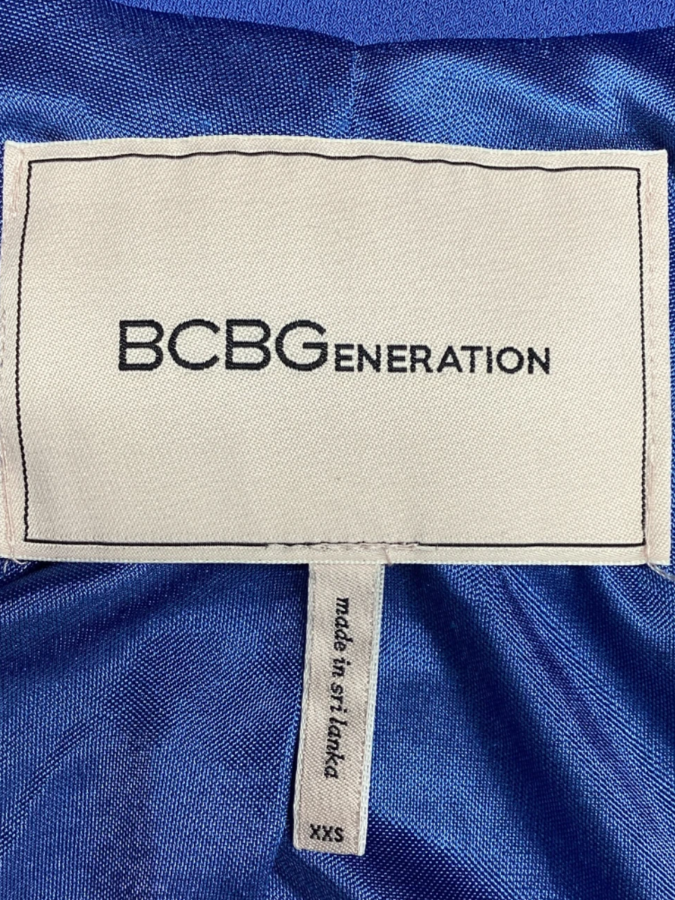 BCBGENERATION
made in sri lanka
XXS